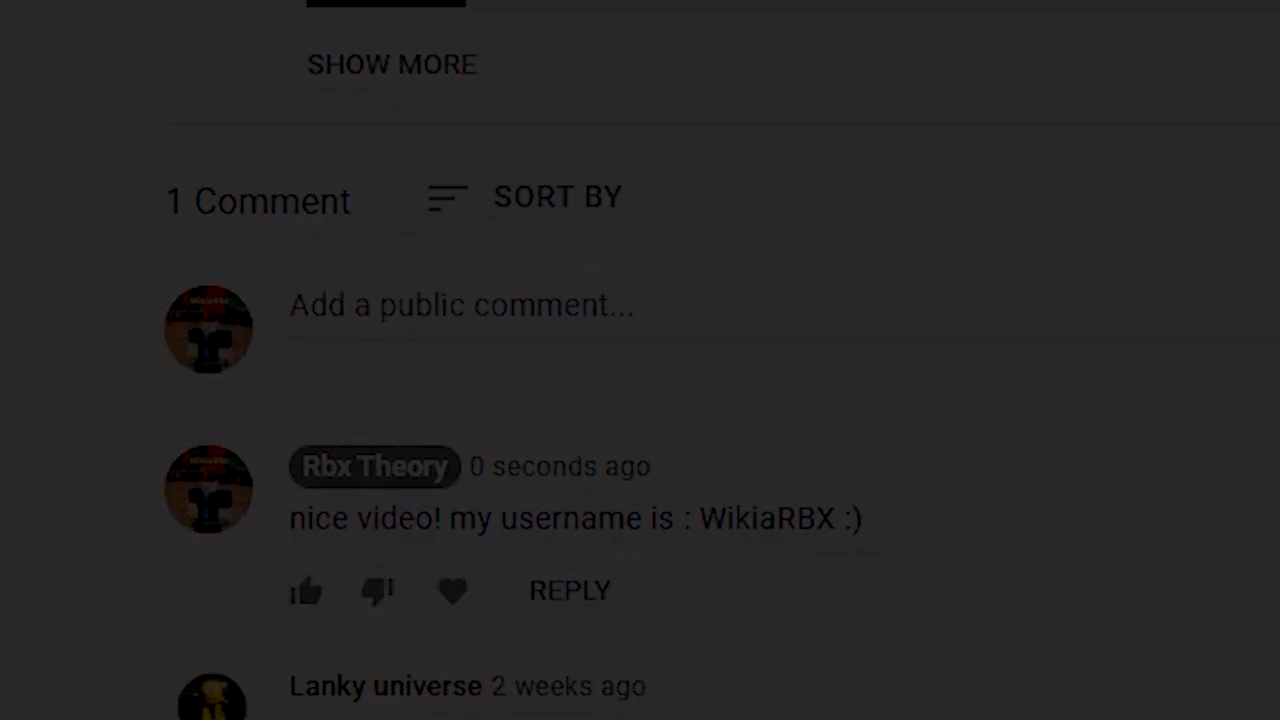 SHOW MORE
1 Comment
SORT BY
Add a public comment...
Rbx Theory 0 seconds ago
nice video! my username is : WikiaRBX :)
REPLY
Lanky universe 2 weeks ago